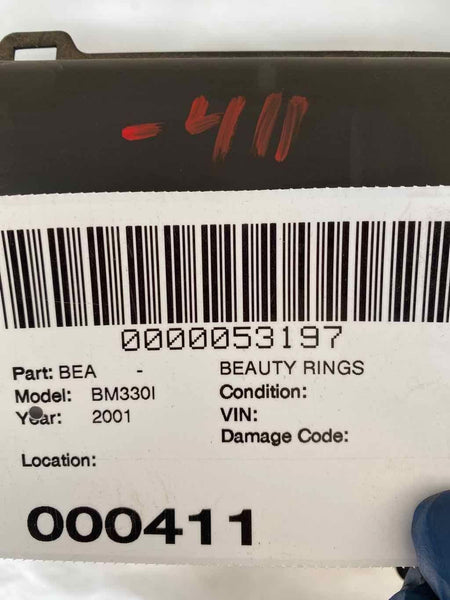 -411
0000053197
Part: BEA - BEAUTY RINGS
Model: BM330I Condition:
Year: 2001 VIN:
Damage Code:
Location:
000411